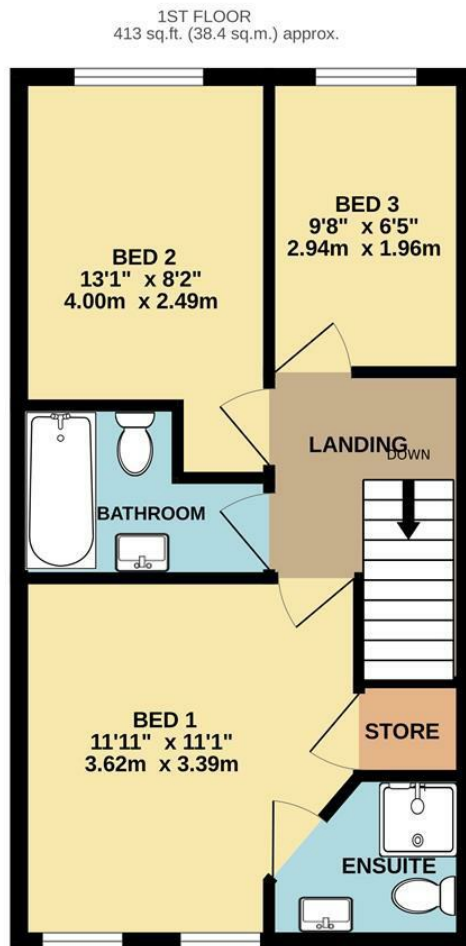 1ST FLOOR
413 sq.ft. (38.4 sq.m.) approx.
BED 3
9'8" x 6'5"
2.94m x 1.96m
BED 2
13'1" x 8'2"
4.00m x 2.49m
LANDING
DOWN
BATHROOM
BED 1
11'11" x 11'1"
3.62m x 3.39m
STORE
ENSUITE